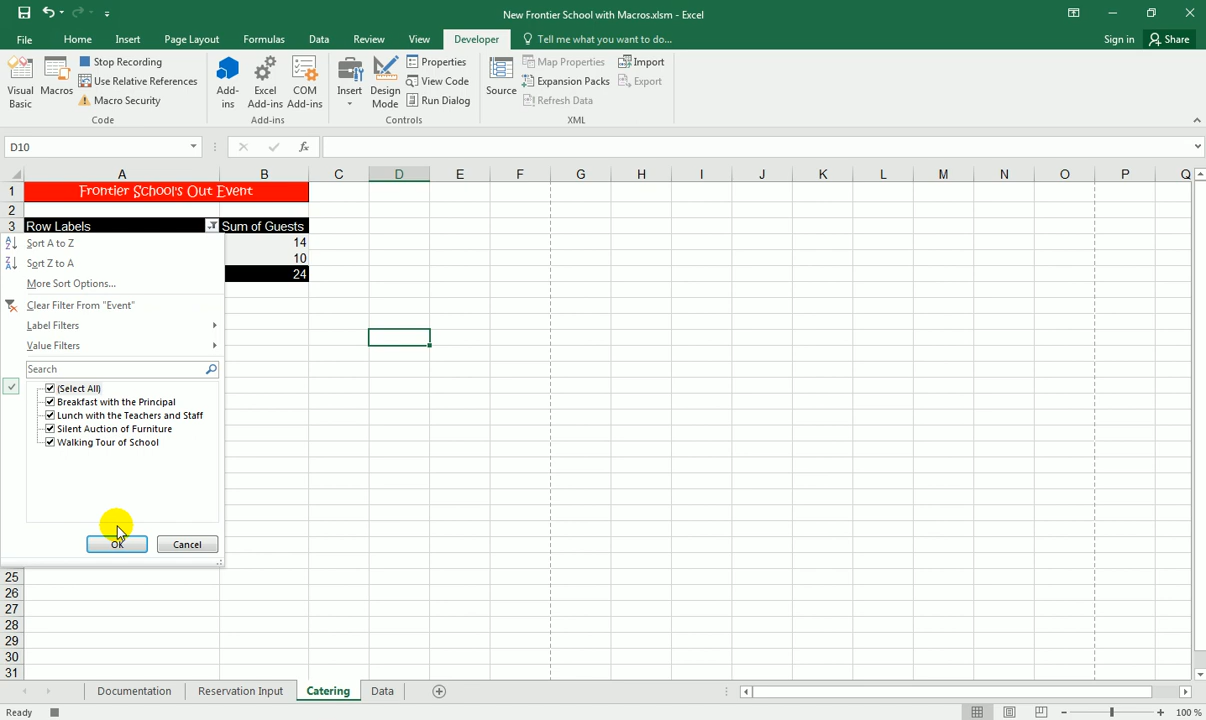 New Frontier School with Macros.xlsm - Excel
File Home Insert Page Layout Formulas Data Review View Developer Tell me what you want to do... Sign in Share
Visual Basic
Macros
Stop Recording
Use Relative References
Macro Security
Code
Add-ins
Excel Add-ins
COM Add-ins
Add-ins
Insert
Design Mode
Properties
View Code
Run Dialog
Controls
Source
Map Properties
Expansion Packs
Refresh Data
Import
Export
XML
D10
fx
A B C D E F G H I J K L M N O P Q
1 Frontier School's Out Event
2
3 Row Labels Sum of Guests
14
10
24
Sort A to Z
Sort Z to A
More Sort Options...
Clear Filter From "Event"
Label Filters
Value Filters
Search
(Select All)
Breakfast with the Principal
Lunch with the Teachers and Staff
Silent Auction of Furniture
Walking Tour of School
OK Cancel
25
26
27
28
29
30
31
Documentation Reservation Input Catering Data
Ready 100 %